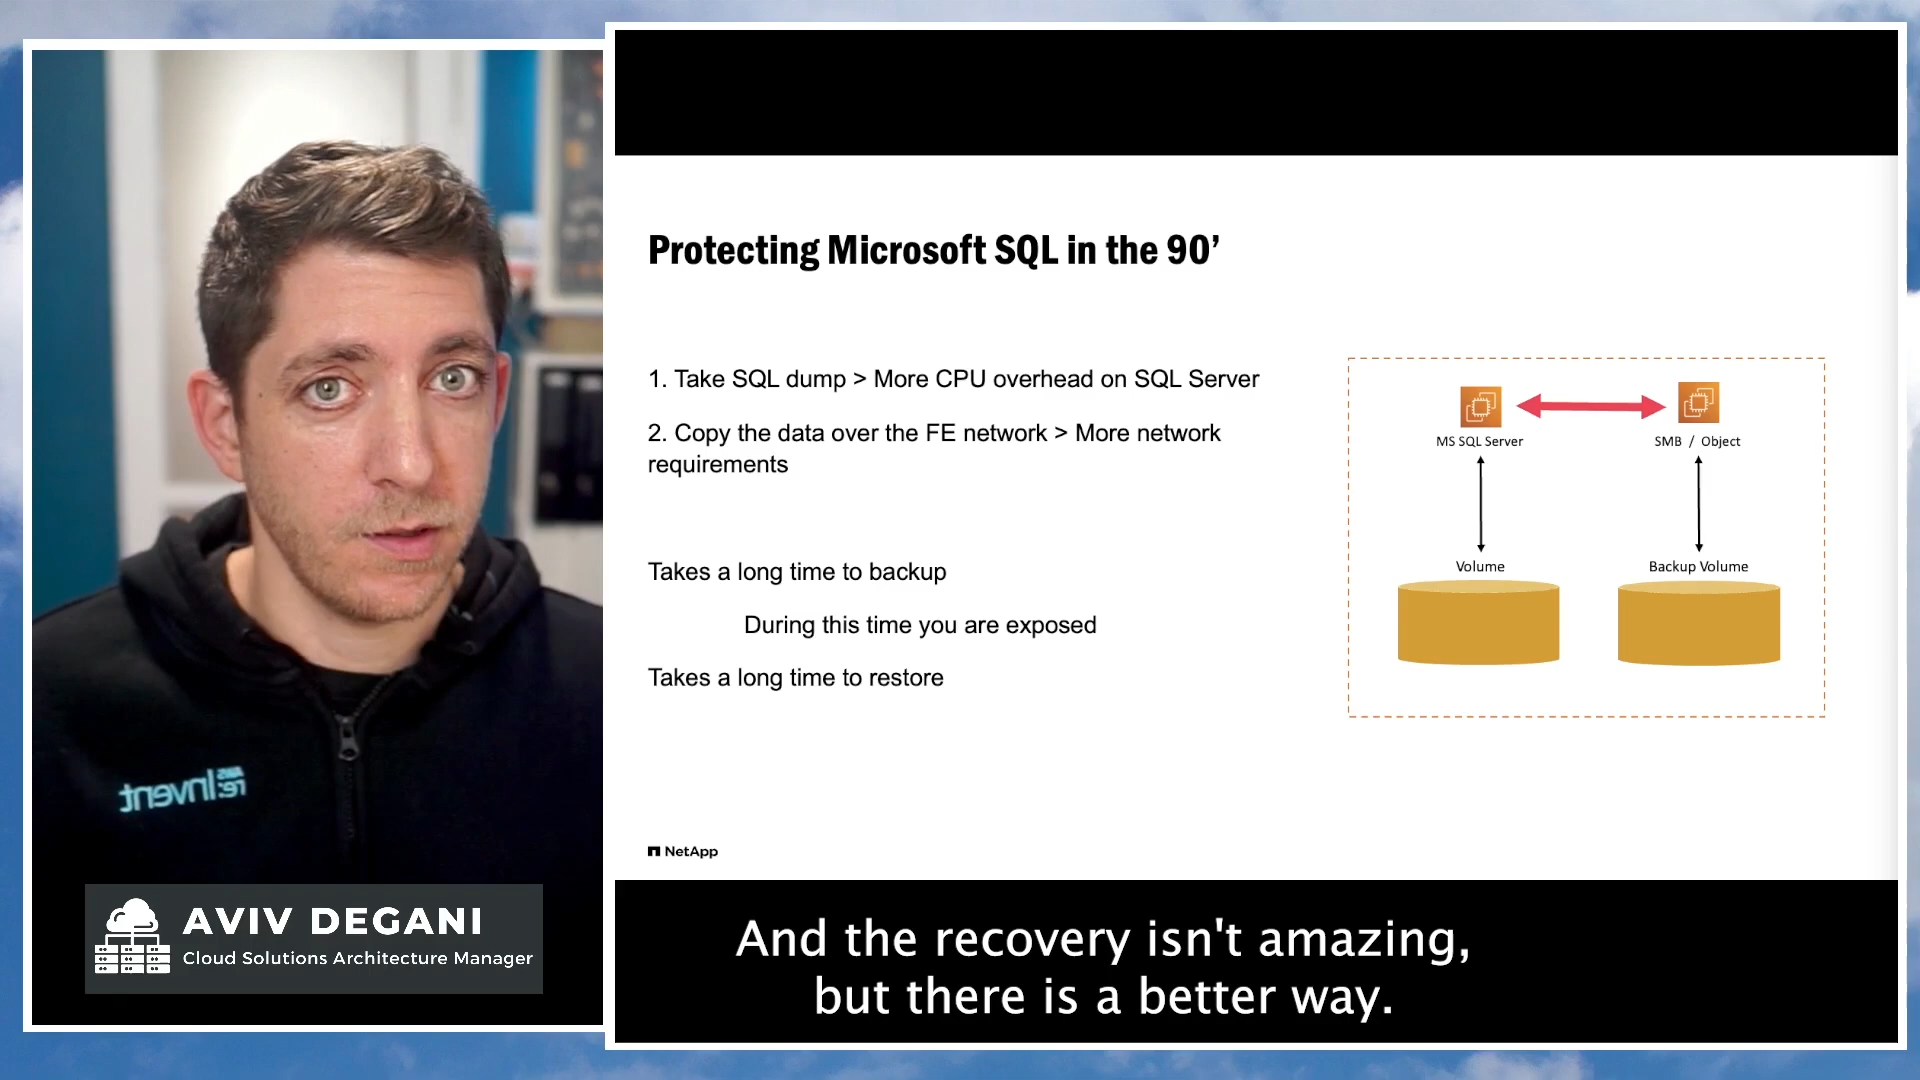 Protecting Microsoft SQL in the 90’
1. Take SQL dump > More CPU overhead on SQL Server
2. Copy the data over the FE network > More network
requirements
Takes a long time to backup
During this time you are exposed
Takes a long time to restore
MS SQL Server
SMB / Object
Volume
Backup Volume
NetApp
aws
re:Invent
AVIV DEGANI
Cloud Solutions Architecture Manager
And the recovery isn't amazing,
but there is a better way.